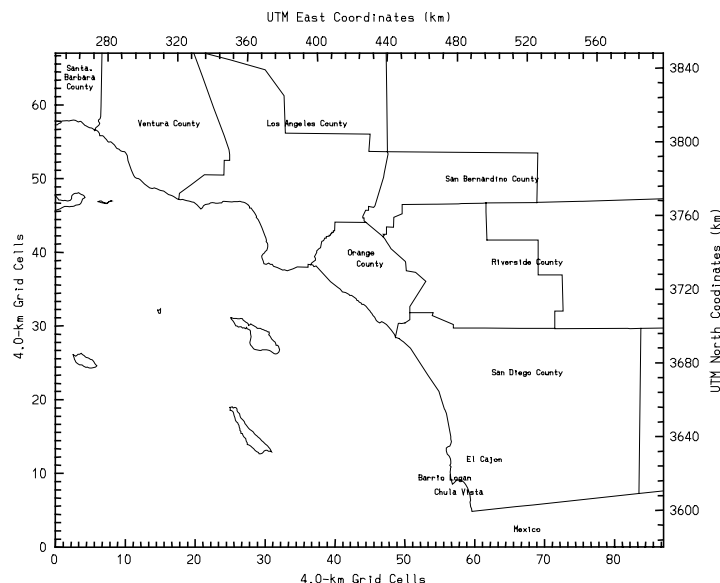 UTM East Coordinates (km)
280 320 360 400 440 480 520 560
Santa.
Barbara
County
Ventura County
Los Angeles County
San Bernardino County
Orange
County
Riverside County
San Diego County
El Cajon
Barrio Logan
Chula Vista
Mexico
60
50
40
30
20
10
0
4.0-km Grid Cells
3840
3800
3760
3720
3680
3640
3600
UTM North Coodinates (km)
0 10 20 30 40 50 60 70 80
4.0-km Grid Cells